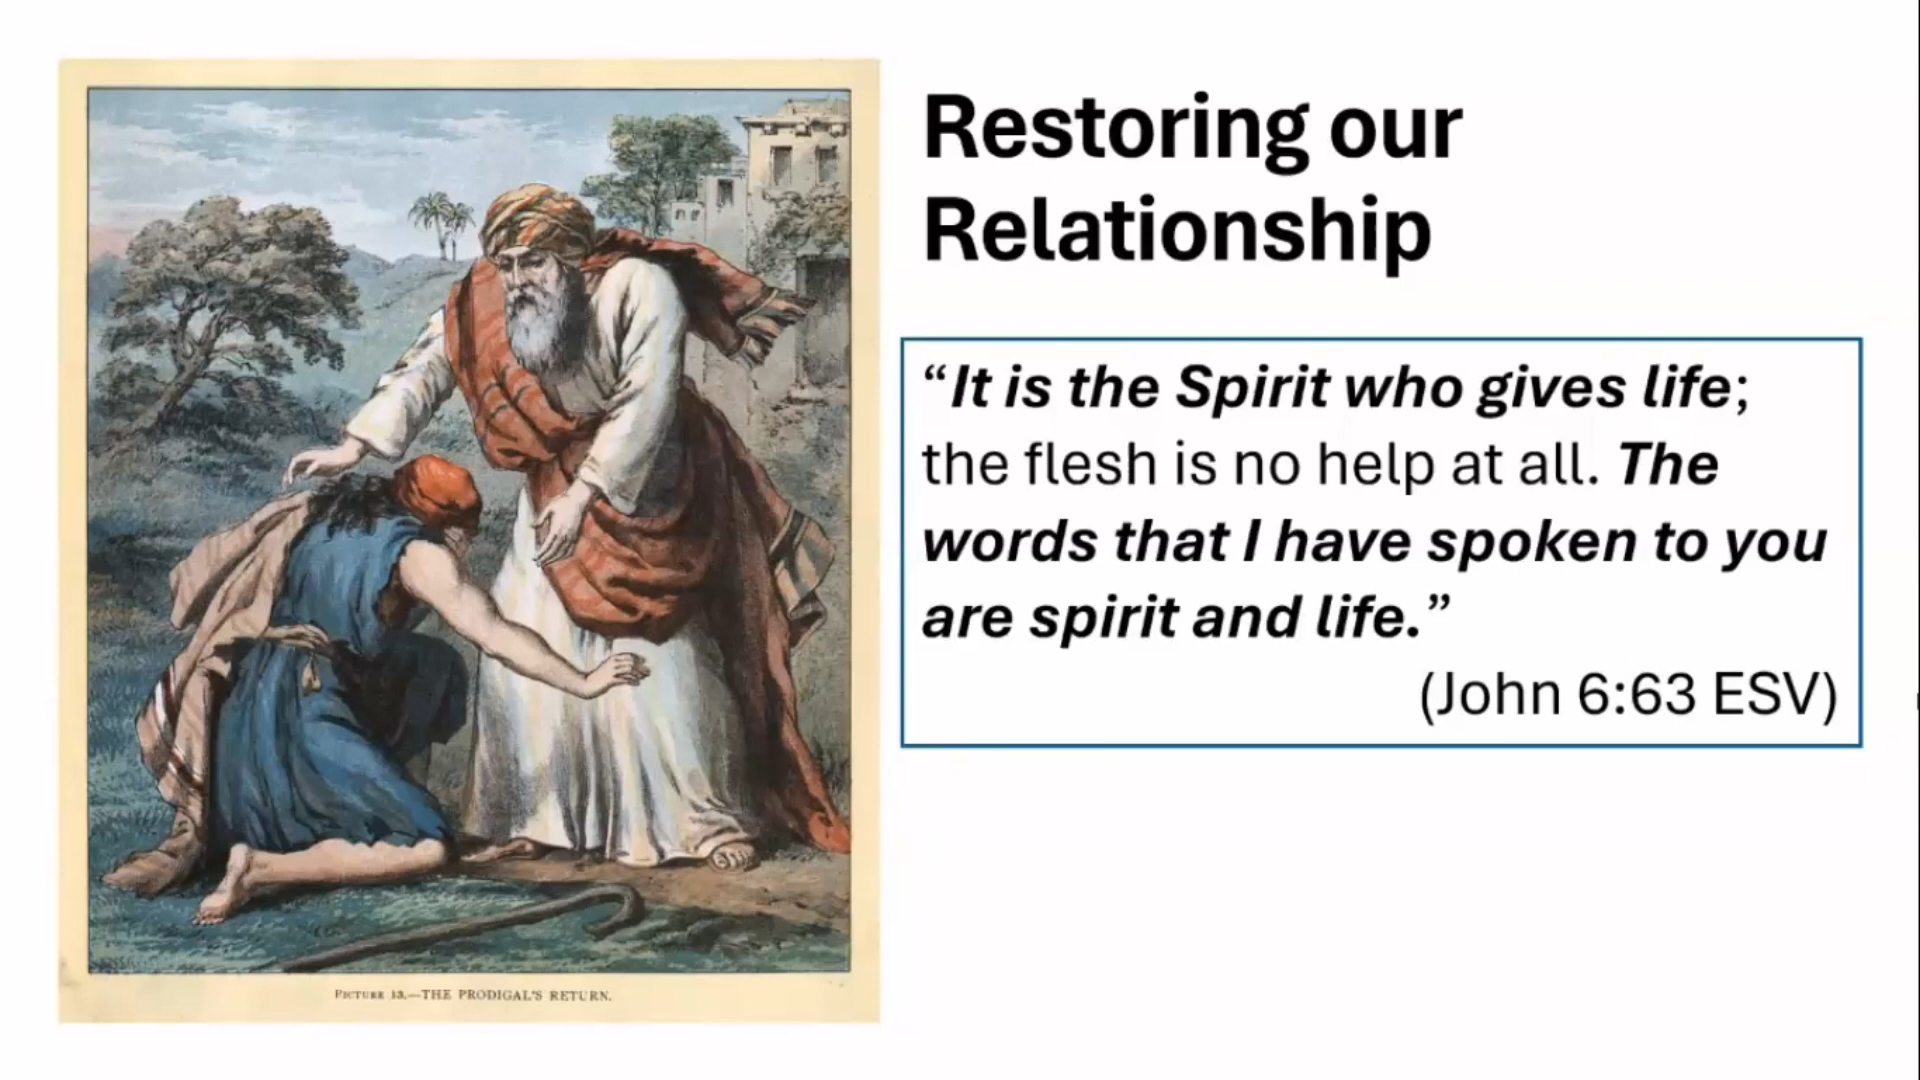 Restoring our
Relationship
“It is the Spirit who gives life;
the flesh is no help at all. The
words that I have spoken to you
are spirit and life.”
(John 6:63 ESV)
Picture 13.—THE PRODIGAL'S RETURN.